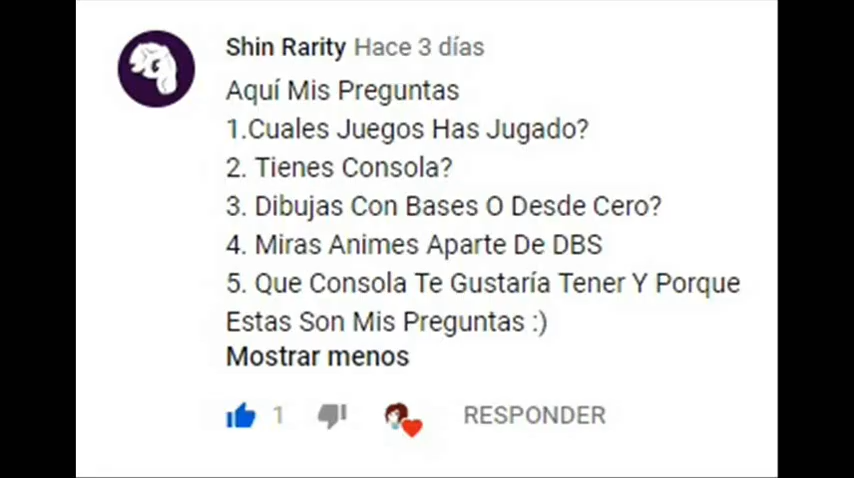 Shin Rarity Hace 3 días
Aquí Mis Preguntas
1.Cuales Juegos Has Jugado?
2. Tienes Consola?
3. Dibujas Con Bases O Desde Cero?
4. Miras Animes Aparte De DBS
5. Que Consola Te Gustaría Tener Y Porque
Estas Son Mis Preguntas :)
Mostrar menos
1 RESPONDER